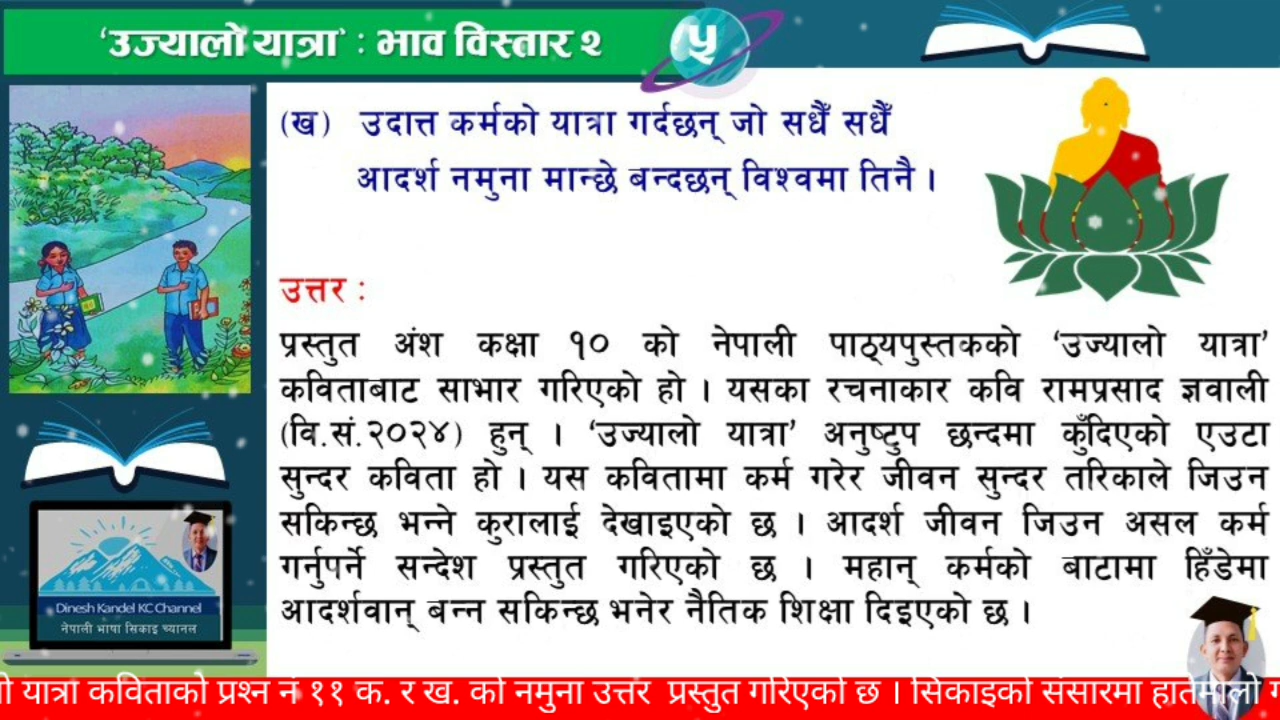 ‘उज्यालो यात्रा’ : भाव विस्तार २
५
(ख) उदात्त कर्मको यात्रा गर्दछन् जो सधैँ सधैँ
आदर्श नमुना मान्छे बन्दछन् विश्वमा तिनै ।
उत्तर :
प्रस्तुत अंश कक्षा १० को नेपाली पाठ्यपुस्तकको ‘उज्यालो यात्रा’
कविताबाट साभार गरिएको हो । यसका रचनाकार कवि रामप्रसाद ज्ञवाली
(वि.सं.२०२४) हुन् । ‘उज्यालो यात्रा’ अनुष्टुप छन्दमा कुँदिएको एउटा
सुन्दर कविता हो । यस कवितामा कर्म गरेर जीवन सुन्दर तरिकाले जिउन
सकिन्छ भन्ने कुरालाई देखाइएको छ । आदर्श जीवन जिउन असल कर्म
गर्नुपर्ने सन्देश प्रस्तुत गरिएको छ । महान् कर्मको बाटामा हिँडेमा
आदर्शवान् बन्न सकिन्छ भनेर नैतिक शिक्षा दिइएको छ ।
Dinesh Kandel KC Channel
नेपाली भाषा सिकाइ च्यानल
यात्रा कविताको प्रश्न नं ११ क. र ख. को नमुना उत्तर प्रस्तुत गरिएको छ । सिकाइको संसारमा हातेमालो